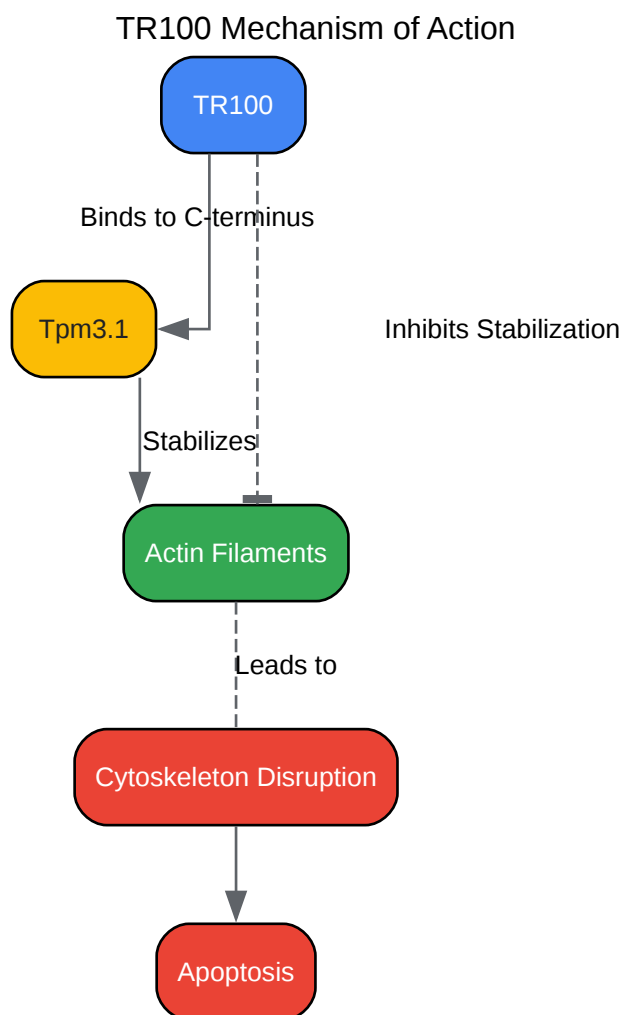 TR100 Mechanism of Action
TR100
Binds to C-terminus
Tpm3.1
Inhibits Stabilization
Stabilizes
Actin Filaments
Leads to
Cytoskeleton Disruption
Apoptosis